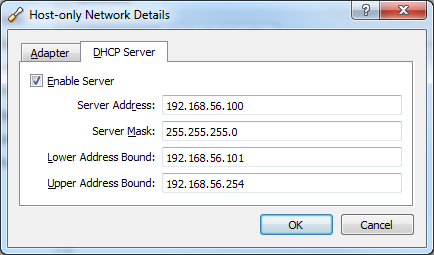 Host-only Network Details
? X
Adapter DHCP Server
Enable Server
Server Address: 192.168.56.100
Server Mask: 255.255.255.0
Lower Address Bound: 192.168.56.101
Upper Address Bound: 192.168.56.254
OK Cancel